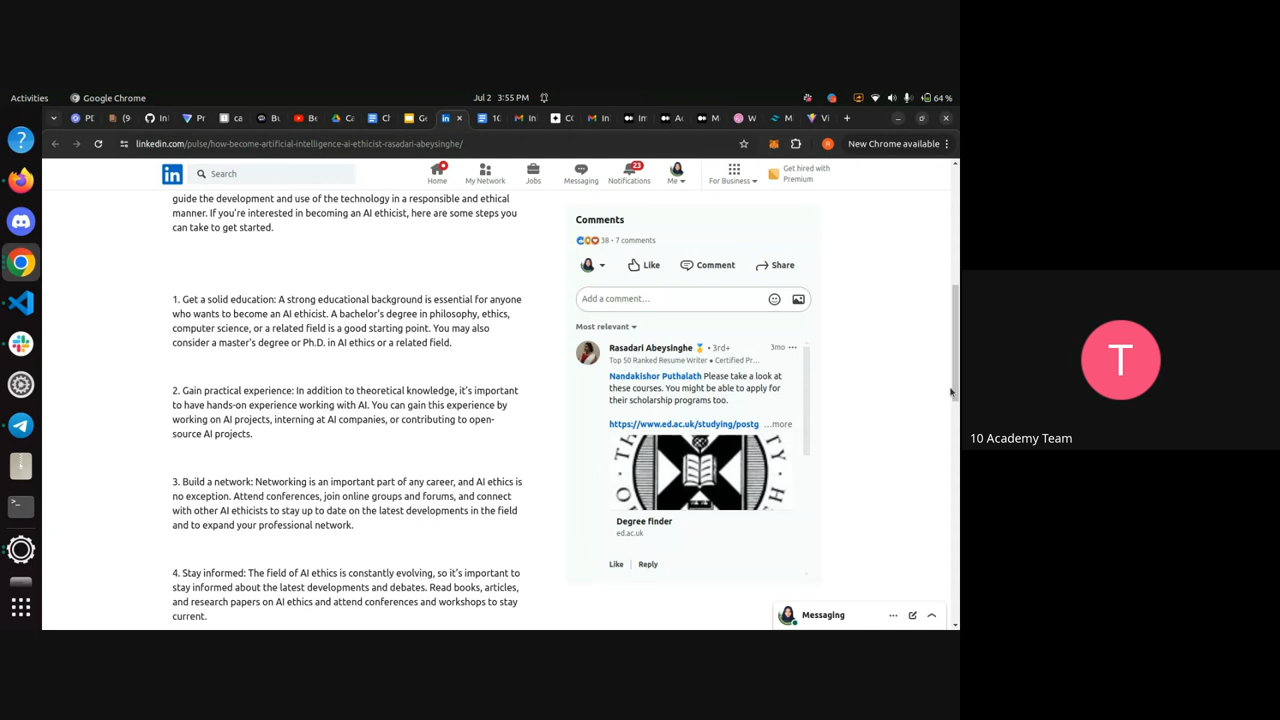 Activities
Google Chrome
Jul 2 3:55 PM
64 %
linkedin.com/pulse/how-become-artificial-intelligence-ai-ethicist-rasadari-abeysinghe/
New Chrome available
Search
Home
My Network
Jobs
Messaging
23
Notifications
Me
For Business
Get hired with
Premium
guide the development and use of the technology in a responsible and ethical
manner. If you're interested in becoming an AI ethicist, here are some steps you
can take to get started.
1. Get a solid education: A strong educational background is essential for anyone
who wants to become an AI ethicist. A bachelor's degree in philosophy, ethics,
computer science, or a related field is a good starting point. You may also
consider a master's degree or Ph.D. in AI ethics or a related field.
2. Gain practical experience: In addition to theoretical knowledge, it's important
to have hands-on experience working with AI. You can gain this experience by
working on AI projects, interning at AI companies, or contributing to open-
source AI projects.
3. Build a network: Networking is an important part of any career, and AI ethics is
no exception. Attend conferences, join online groups and forums, and connect
with other AI ethicists to stay up to date on the latest developments in the field
and to expand your professional network.
4. Stay informed: The field of AI ethics is constantly evolving, so it's important to
stay informed about the latest developments and debates. Read books, articles,
and research papers on AI ethics and attend conferences and workshops to stay
current.
Comments
38 · 7 comments
Like
Comment
Share
Add a comment...
Most relevant
Rasadari Abeysinghe • 3rd+
3mo
Top 50 Ranked Resume Writer • Certified Pr...
Nandakishor Puthalath Please take a look at
these courses. You might be able to apply for
their scholarship programs too.
https://www.ed.ac.uk/studying/postg ...more
Degree finder
ed.ac.uk
Like
Reply
Messaging
T
10 Academy Team